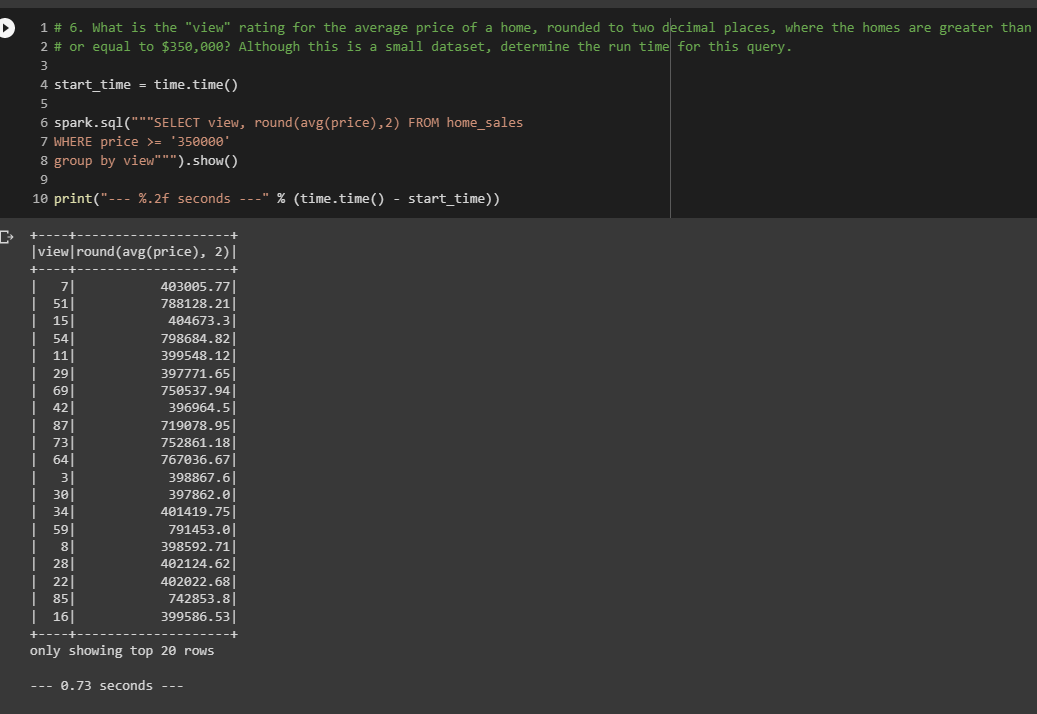 1 # 6. What is the "view" rating for the average price of a home, rounded to two decimal places, where the homes are greater than
2 # or equal to $350,000? Although this is a small dataset, determine the run time for this query.
3
4 start_time = time.time()
5
6 spark.sql("""SELECT view, round(avg(price),2) FROM home_sales
7 WHERE price >= '350000'
8 group by view""").show()
9
10 print("--- %.2f seconds ---" % (time.time() - start_time))
+----+--------------------+
|view|round(avg(price), 2)|
+----+--------------------+
|   7|           403005.77|
|  51|           788128.21|
|  15|            404673.3|
|  54|           798684.82|
|  11|           399548.12|
|  29|           397771.65|
|  69|           750537.94|
|  42|            396964.5|
|  87|           719078.95|
|  73|           752861.18|
|  64|           767036.67|
|   3|            398867.6|
|  30|            397862.0|
|  34|           401419.75|
|  59|            791453.0|
|   8|           398592.71|
|  28|           402124.62|
|  22|           402022.68|
|  85|            742853.8|
|  16|           399586.53|
+----+--------------------+
only showing top 20 rows
--- 0.73 seconds ---